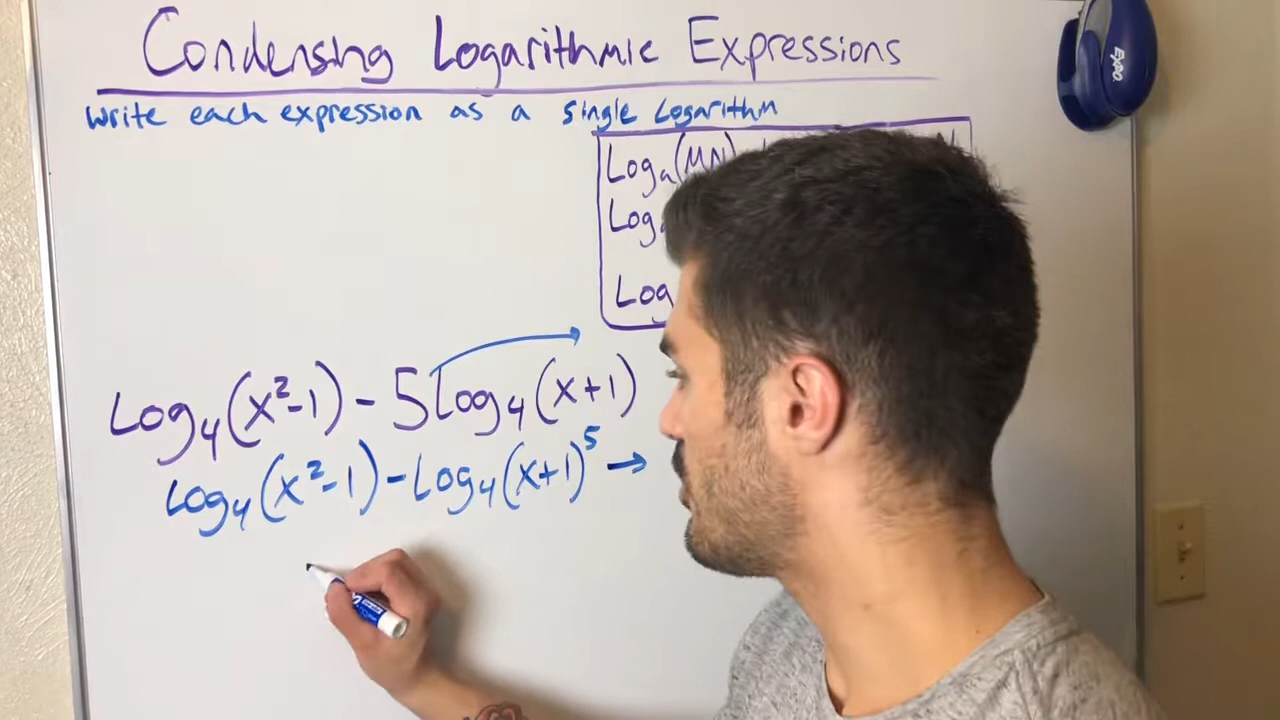 Condensing Logarithmic Expressions
EXPO
write each expression as a single Logarithm
Logₐ(MN)
Log
Log
Log₄(x²-1) - 5log₄(x+1)
log₄(x²-1) - Log₄(x+1)⁵ →